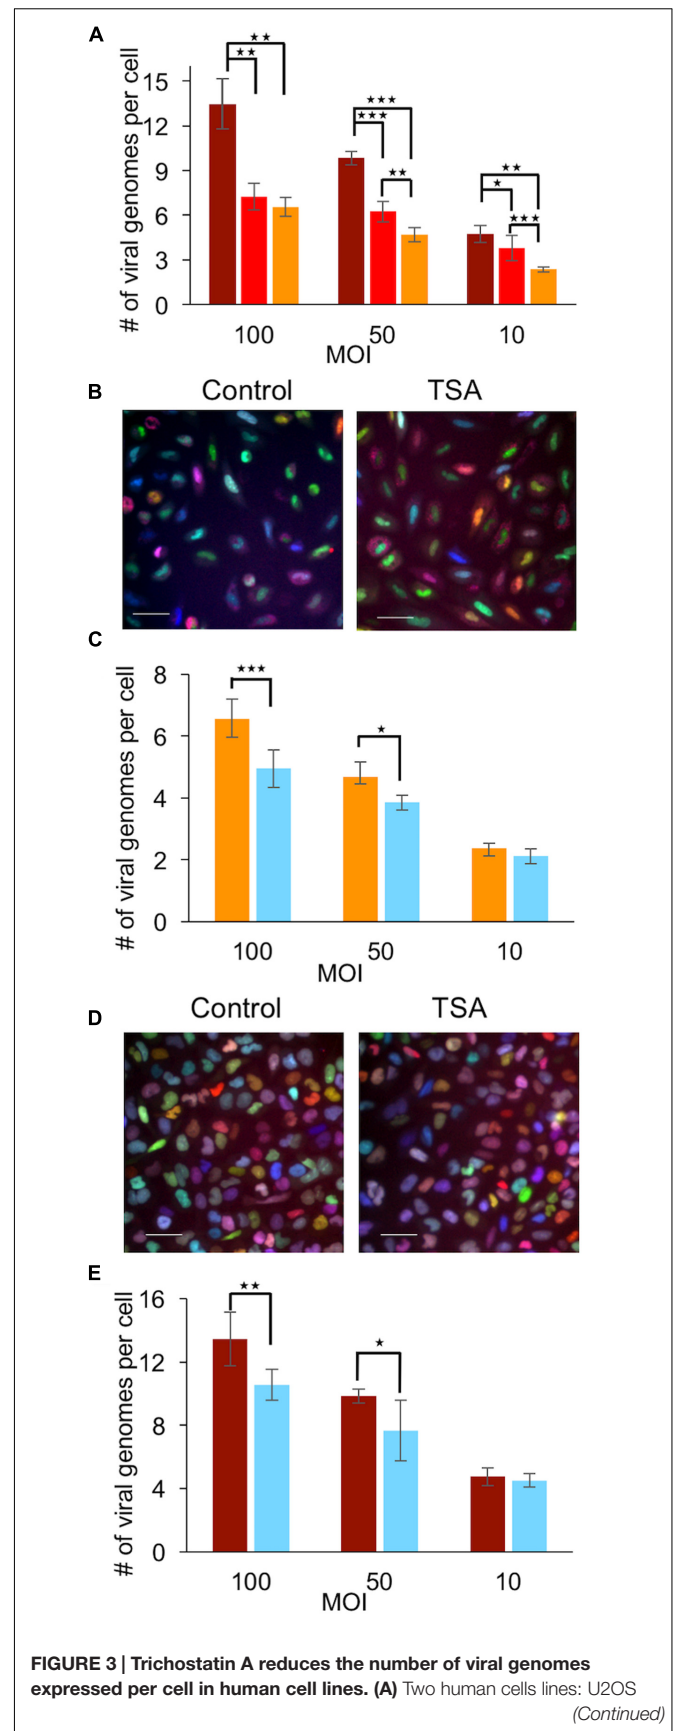 A
# of viral genomes per cell
15
12
9
6
3
0
★★
★★
★★★
★★★
★★
★★
★
★★★
100 50 10
MOI
B
Control TSA
C
# of viral genomes per cell
8
6
4
2
0
★★★
★
100 50 10
MOI
D
Control TSA
E
# of viral genomes per cell
16
12
8
4
0
★★
★
100 50 10
MOI
FIGURE 3 | Trichostatin A reduces the number of viral genomes
expressed per cell in human cell lines. (A) Two human cells lines: U2OS
(Continued)